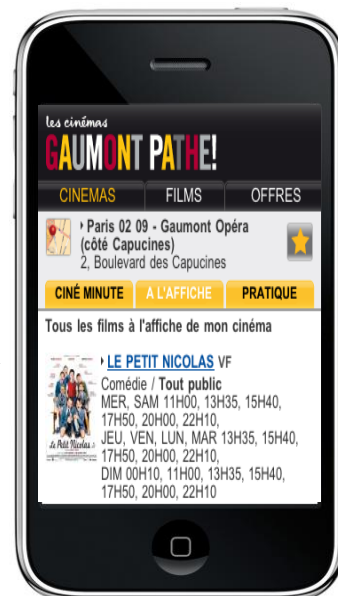 les cinémas
GAUMONT PATHE!
CINEMAS FILMS OFFRES
Paris 02 09 - Gaumont Opéra
(côté Capucines)
2, Boulevard des Capucines
CINÉ MINUTE A L'AFFICHE PRATIQUE
Tous les films à l'affiche de mon cinéma
LE PETIT NICOLAS VF
Comédie / Tout public
MER, SAM 11H00, 13H35, 15H40,
17H50, 20H00, 22H10,
JEU, VEN, LUN, MAR 13H35, 15H40,
17H50, 20H00, 22H10,
DIM 00H10, 11H00, 13H35, 15H40,
17H50, 20H00, 22H10
Le Petit Nicolas